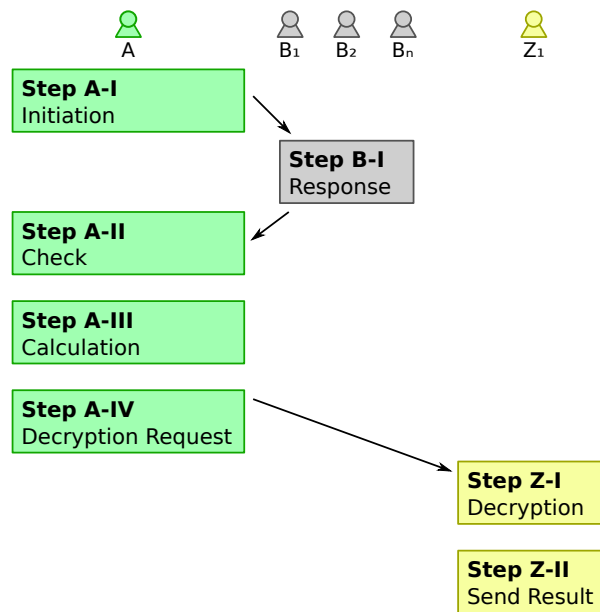 A B₁ B₂ Bₙ Z₁
Step A-I
Initiation
Step B-I
Response
Step A-II
Check
Step A-III
Calculation
Step A-IV
Decryption Request
Step Z-I
Decryption
Step Z-II
Send Result